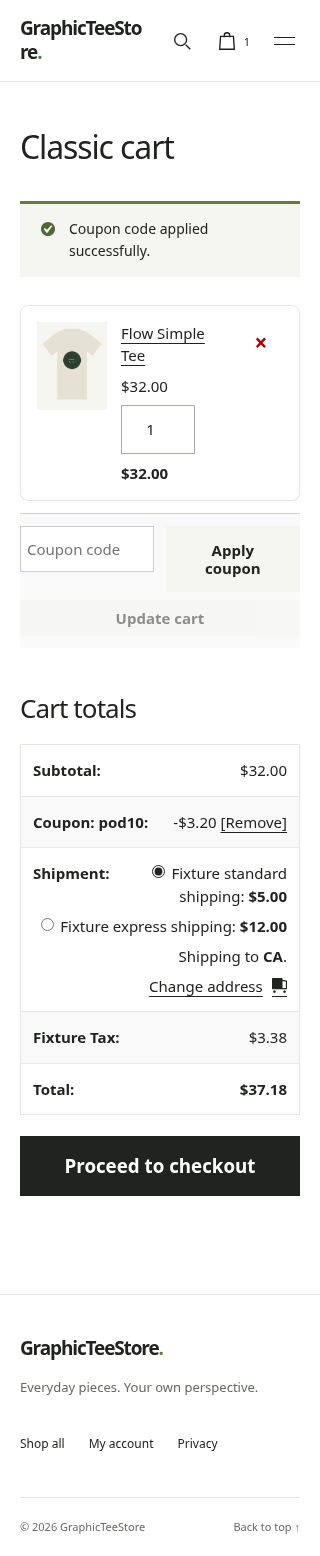 GraphicTeeSto
re.
1
Classic cart
Coupon code applied
successfully.
Flow Simple
Tee
×
$32.00
1
$32.00
Coupon code
Apply
coupon
Update cart
Cart totals
Subtotal: $32.00
Coupon: pod10: -$3.20 [Remove]
Shipment: Fixture standard
shipping: $5.00
Fixture express shipping: $12.00
Shipping to CA.
Change address
Fixture Tax: $3.38
Total: $37.18
Proceed to checkout
GraphicTeeStore.
Everyday pieces. Your own perspective.
Shop all My account Privacy
© 2026 GraphicTeeStore Back to top ↑